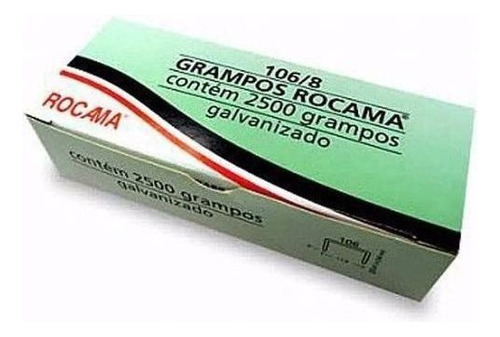 106/8
GRAMPOS ROCAMA®
contém 2500 grampos
galvanizado
ROCAMA®
contém 2500 grampos
galvanizado
106